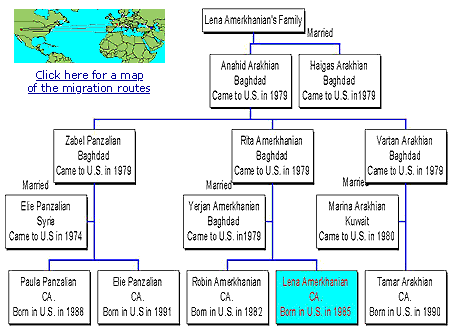 Lena Amerkhanian's Family
Click here for a map
of the migration routes
Married
Anahid Arakhian
Baghdad
Came to U.S. in 1979
Haigas Arakhian
Baghdad
Came to U.S. in1979
Zabel Panzalian
Baghdad
Came to U.S. in 1979
Rita Amerkhanian
Baghdad
Came to U.S. in 1979
Vartan Arakhian
Baghdad
Came to U.S. in 1979
Married
Elie Panzalian
Syria
Came to U.S in 1974
Married
Yerjan Amerkhanian
Baghdad
Came to U.S. in1979
Married
Marina Arakhian
Kuwait
Came to U.S. in 1980
Paula Panzalian
CA.
Born in U.S. in 1986
Elie Panzalian
CA.
Born in U.S in 1991
Robin Amerkhanian
CA.
Born in U.S. in 1982
Lena Amerkhanian
CA.
Born in U.S. in 1985
Tamar Arakhien
CA.
Born in U.S. in 1990